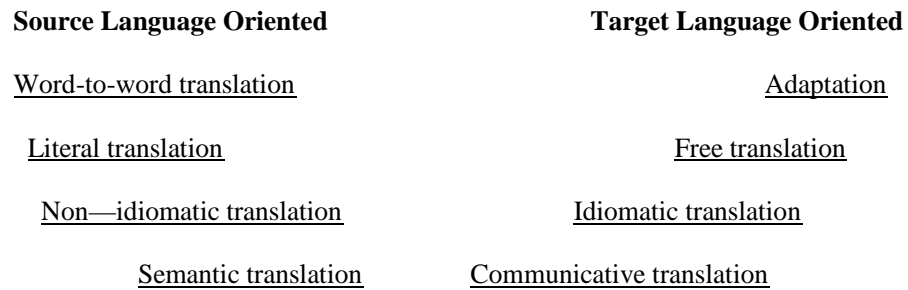 Source Language Oriented Target Language Oriented
Word-to-word translation Adaptation
Literal translation Free translation
Non—idiomatic translation Idiomatic translation
Semantic translation Communicative translation